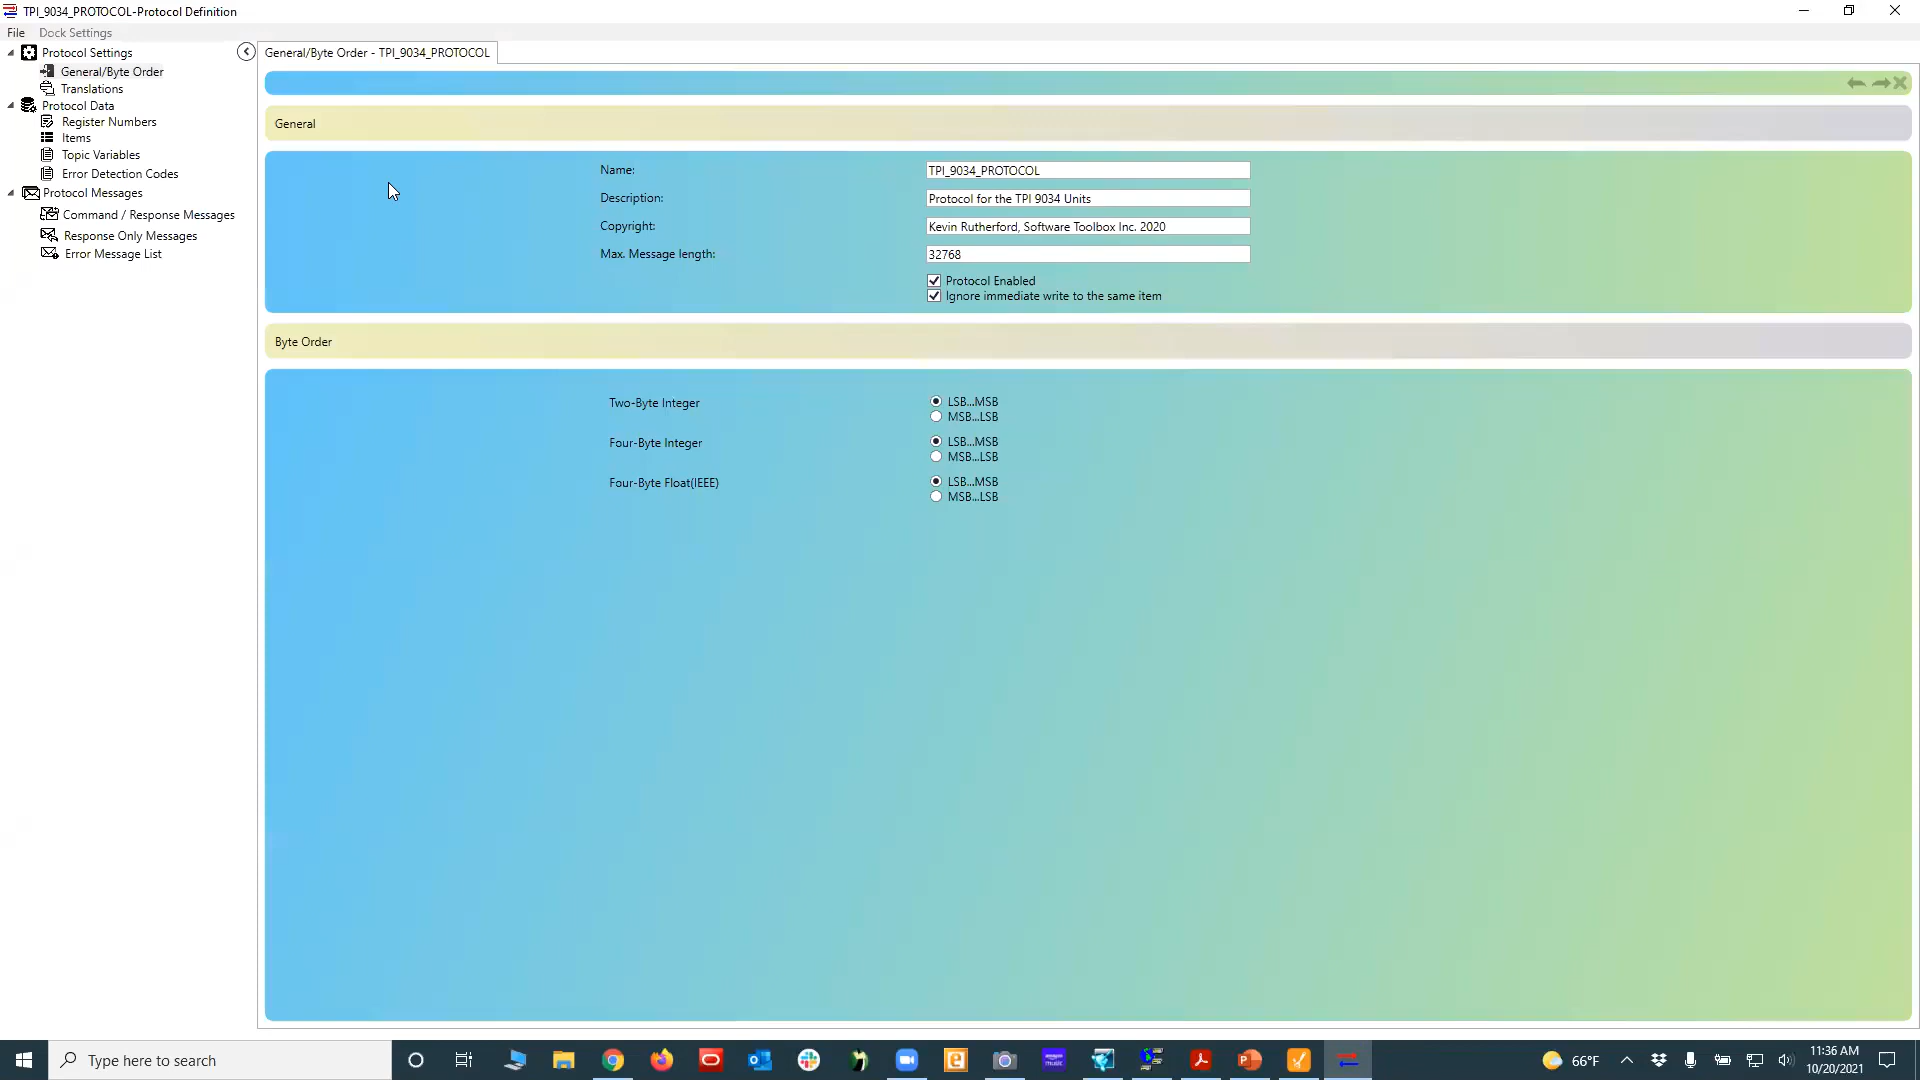 TPI_9034_PROTOCOL-Protocol Definition
File Dock Settings
Protocol Settings
General/Byte Order
Translations
Protocol Data
Register Numbers
Items
Topic Variables
Error Detection Codes
Protocol Messages
Command / Response Messages
Response Only Messages
Error Message List
General/Byte Order - TPI_9034_PROTOCOL
General
Name: TPI_9034_PROTOCOL
Description: Protocol for the TPI 9034 Units
Copyright: Kevin Rutherford, Software Toolbox Inc. 2020
Max. Message length: 32768
Protocol Enabled
Ignore immediate write to the same item
Byte Order
Two-Byte Integer LSB...MSB
MSB...LSB
Four-Byte Integer LSB...MSB
MSB...LSB
Four-Byte Float(IEEE) LSB...MSB
MSB...LSB
Type here to search
66°F
11:36 AM
10/20/2021